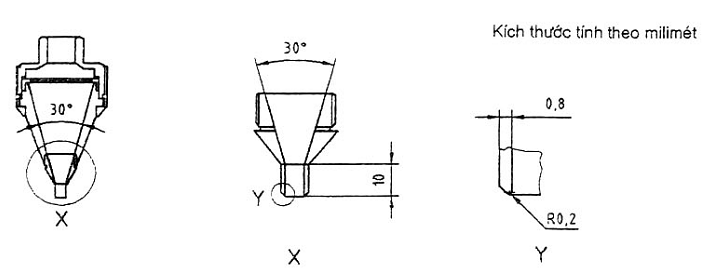 Kích thước tính theo milimét
30°
0,8
30°
10
Y
X
R0,2
X
Y